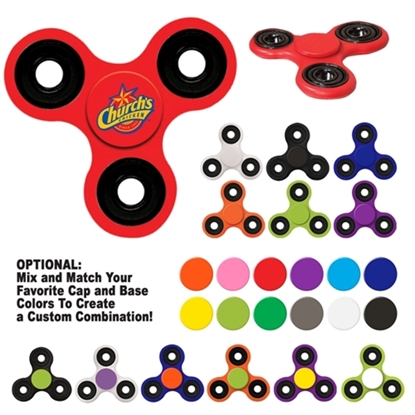 Church's
CHICKEN
OPTIONAL:
Mix and Match Your
Favorite Cap and Base
Colors To Create
a Custom Combination!